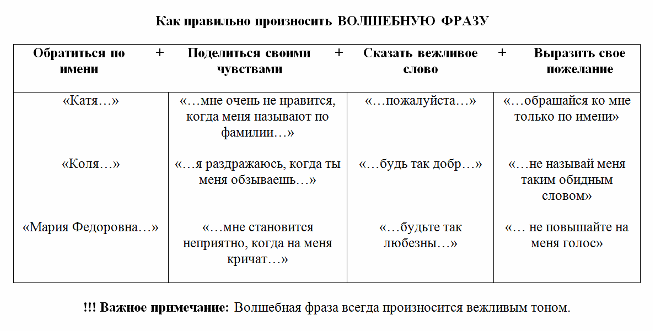 Как правильно произносить ВОЛШЕБНУЮ ФРАЗУ
Обратиться по + Поделиться своими + Сказать вежливое + Выразить свое
имени чувствами слово пожелание
«Катя…» «…мне очень не нравится, «…пожалуйста…» «…обращайся ко мне
когда меня называют по только по имени»
фамилии…»
«Коля…» «…я раздражаюсь, когда ты «…будь так добр…» «…не называй меня
меня обзываешь…» таким обидным
словом»
«Мария Федоровна…» «…мне становится «…будьте так «… не повышайте на
неприятно, когда на меня любезны…» меня голос»
кричат…»
!!! Важное примечание: Волшебная фраза всегда произносится вежливым тоном.